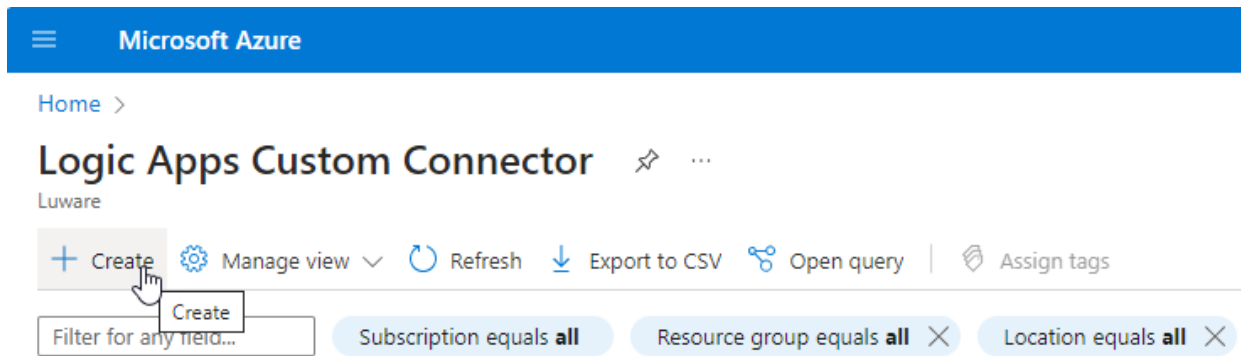 Microsoft Azure
Home >
Logic Apps Custom Connector ...
Luware
+ Create Manage view Refresh Export to CSV Open query Assign tags
Create
Filter for any field... Subscription equals all Resource group equals all Location equals all